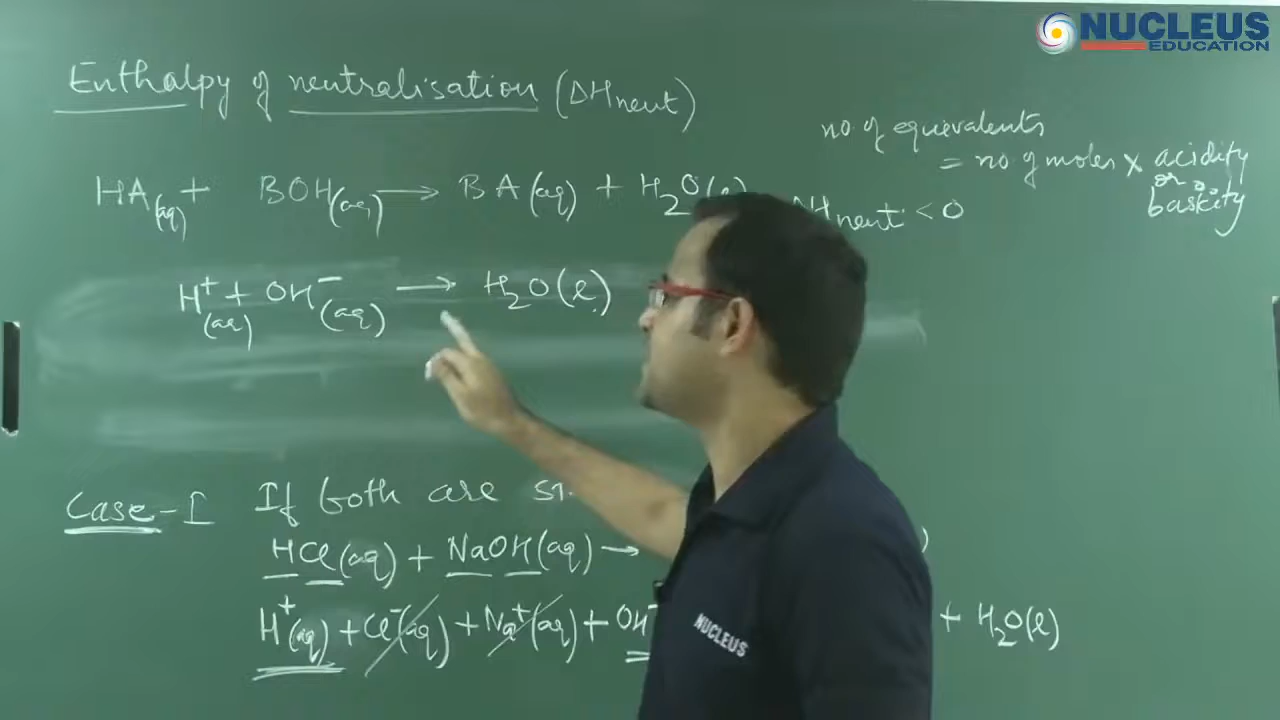 NUCLEUS
EDUCATION
Enthalpy of neutralisation (ΔHneut)
no of equivalents
= no of moles × acidity
or
basicity
HA(aq) + BOH(aq) → BA(aq) + H₂O(l)
Hneut < 0
H⁺(aq) + OH⁻(aq) → H₂O(l)
Case-I If both are
HCl(aq) + NaOH(aq) →
H⁺(aq) + Cl⁻(aq) + Na⁺(aq) + OH⁻ + H₂O(l)
NUCLEUS